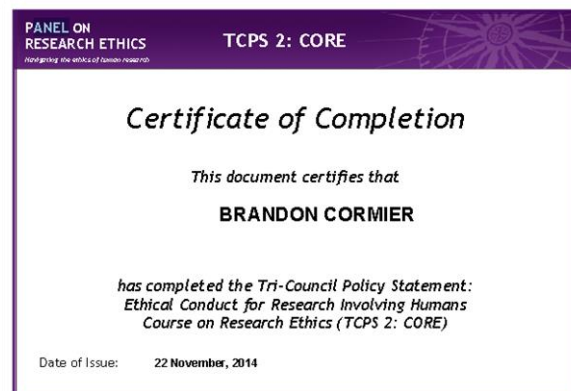 PANEL ON
RESEARCH ETHICS
Navigating the ethics of human research
TCPS 2: CORE
Certificate of Completion
This document certifies that
BRANDON CORMIER
has completed the Tri-Council Policy Statement:
Ethical Conduct for Research Involving Humans
Course on Research Ethics (TCPS 2: CORE)
Date of Issue: 22 November, 2014